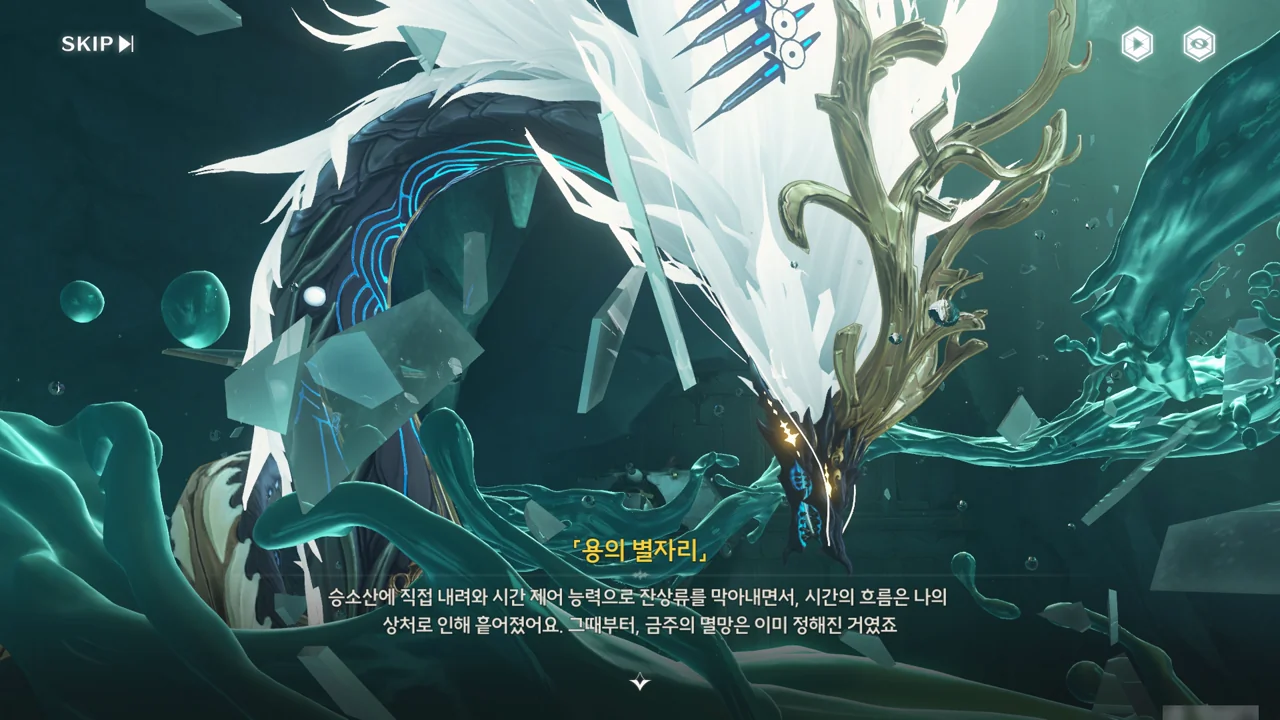 SKIP
「용의 별자리」
승소산에 직접 내려와 시간 제어 능력으로 잔상류를 막아내면서, 시간의 흐름은 나의
상처로 인해 흩어졌어요. 그때부터, 금주의 멸망은 이미 정해진 거였죠